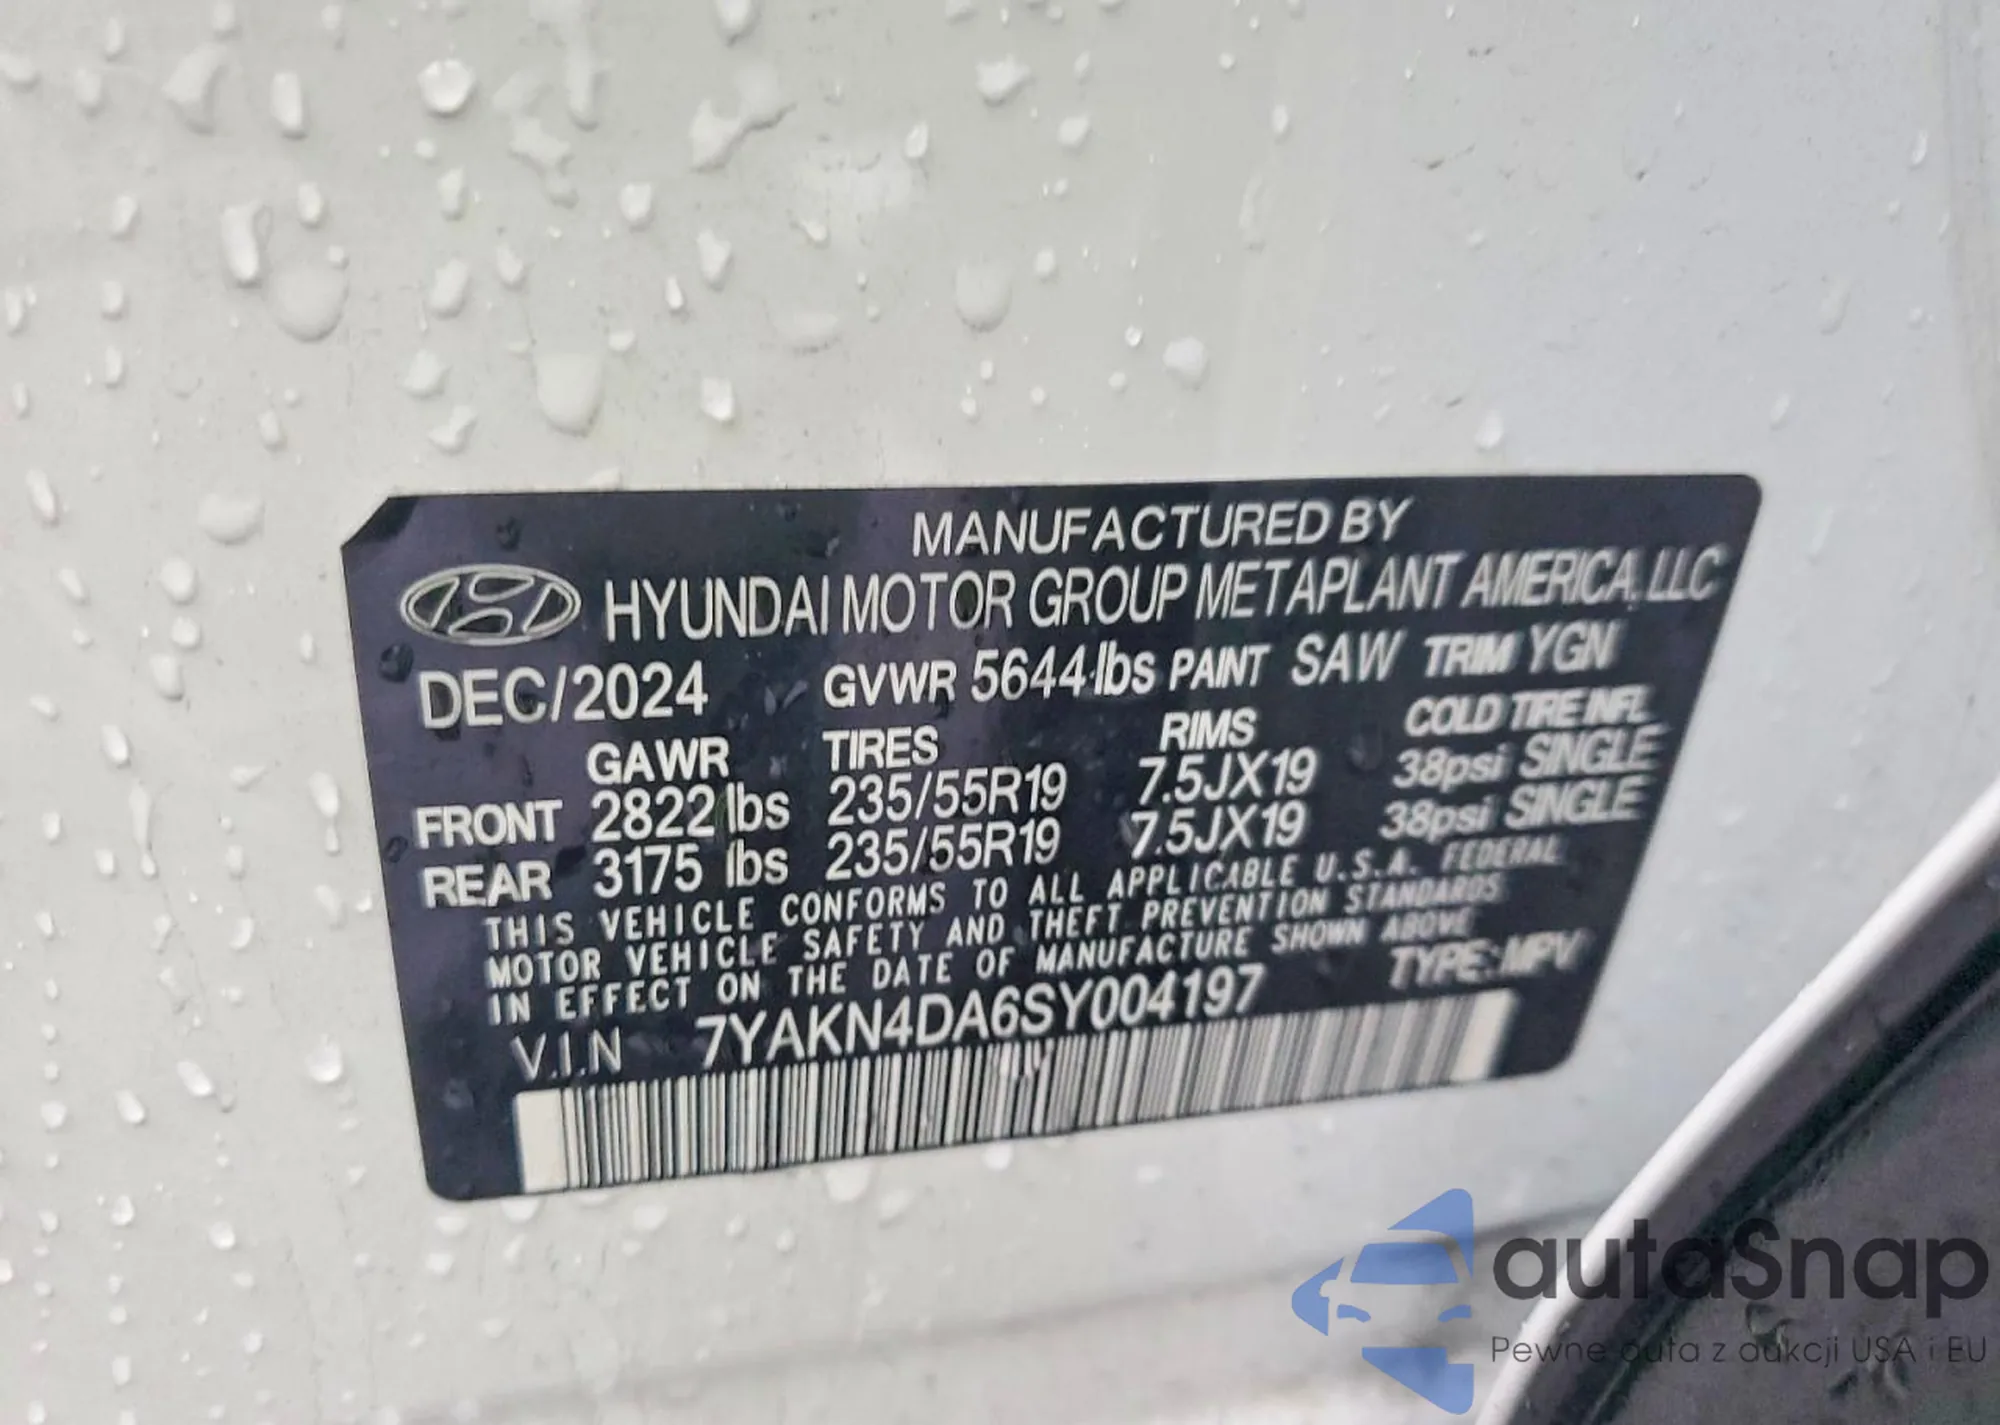 MANUFACTURED BY
HYUNDAI MOTOR GROUP METAPLANT AMERICA, LLC
DEC/2024 GVWR 5644 lbs PAINT SAW TRIM YGN
GAWR TIRES RIMS COLD TIRE INFL
FRONT 2822 lbs 235/55R19 7.5JX19 38psi SINGLE
REAR 3175 lbs 235/55R19 7.5JX19 38psi SINGLE
THIS VEHICLE CONFORMS TO ALL APPLICABLE U.S.A. FEDERAL
MOTOR VEHICLE SAFETY AND THEFT PREVENTION STANDARDS
IN EFFECT ON THE DATE OF MANUFACTURE SHOWN ABOVE
V.I.N 7YAKN4DA6SY004197 TYPE: MPV
autaSnap
Pewne auta z aukcji USA i EU